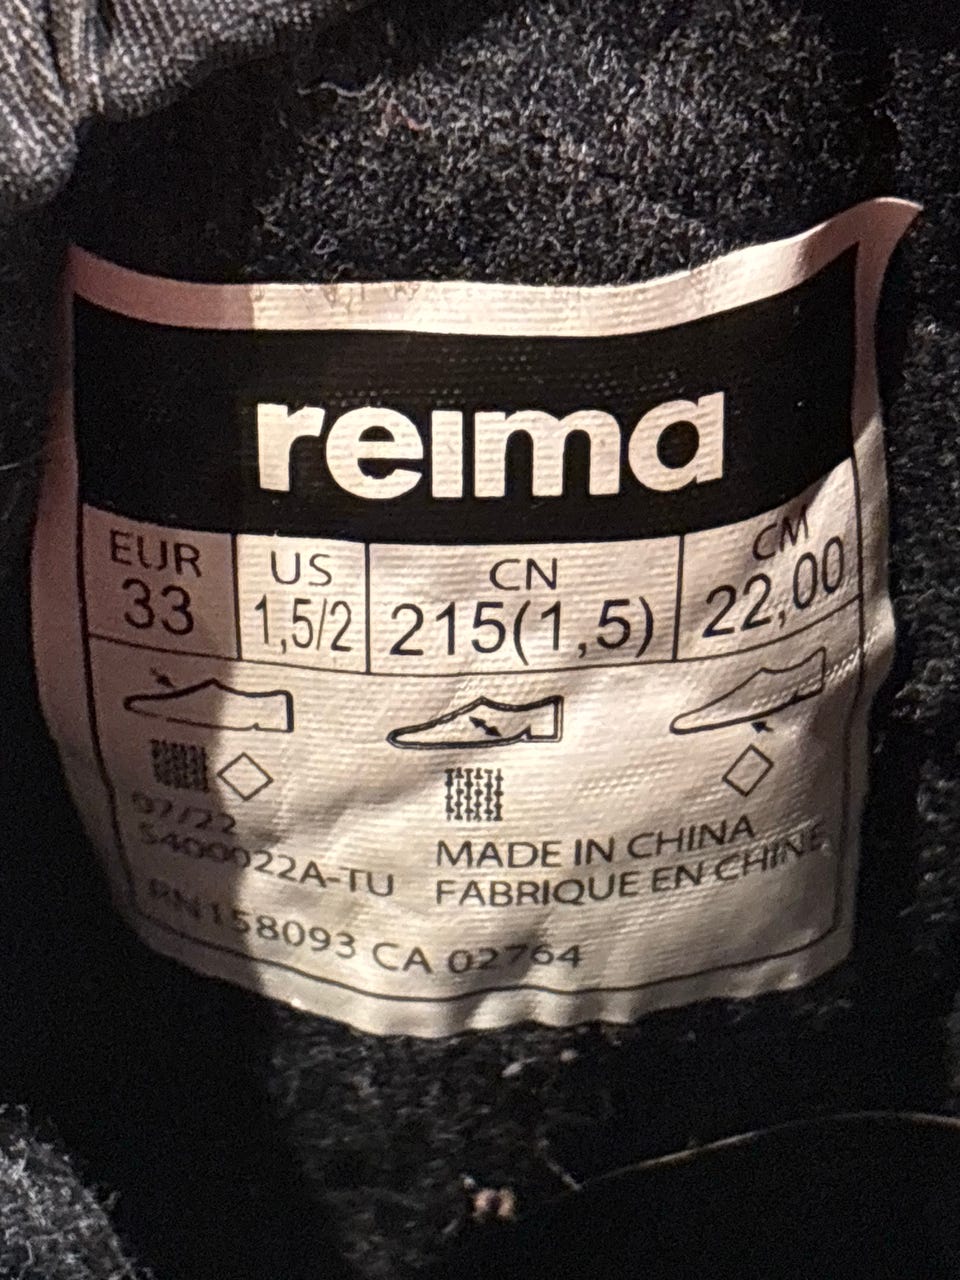 reima
EUR US CN CM
33 1,5/2 215(1,5) 22,00
07/22
5400022A-TU
MADE IN CHINA
FABRIQUE EN CHINE
RN158093 CA 02764